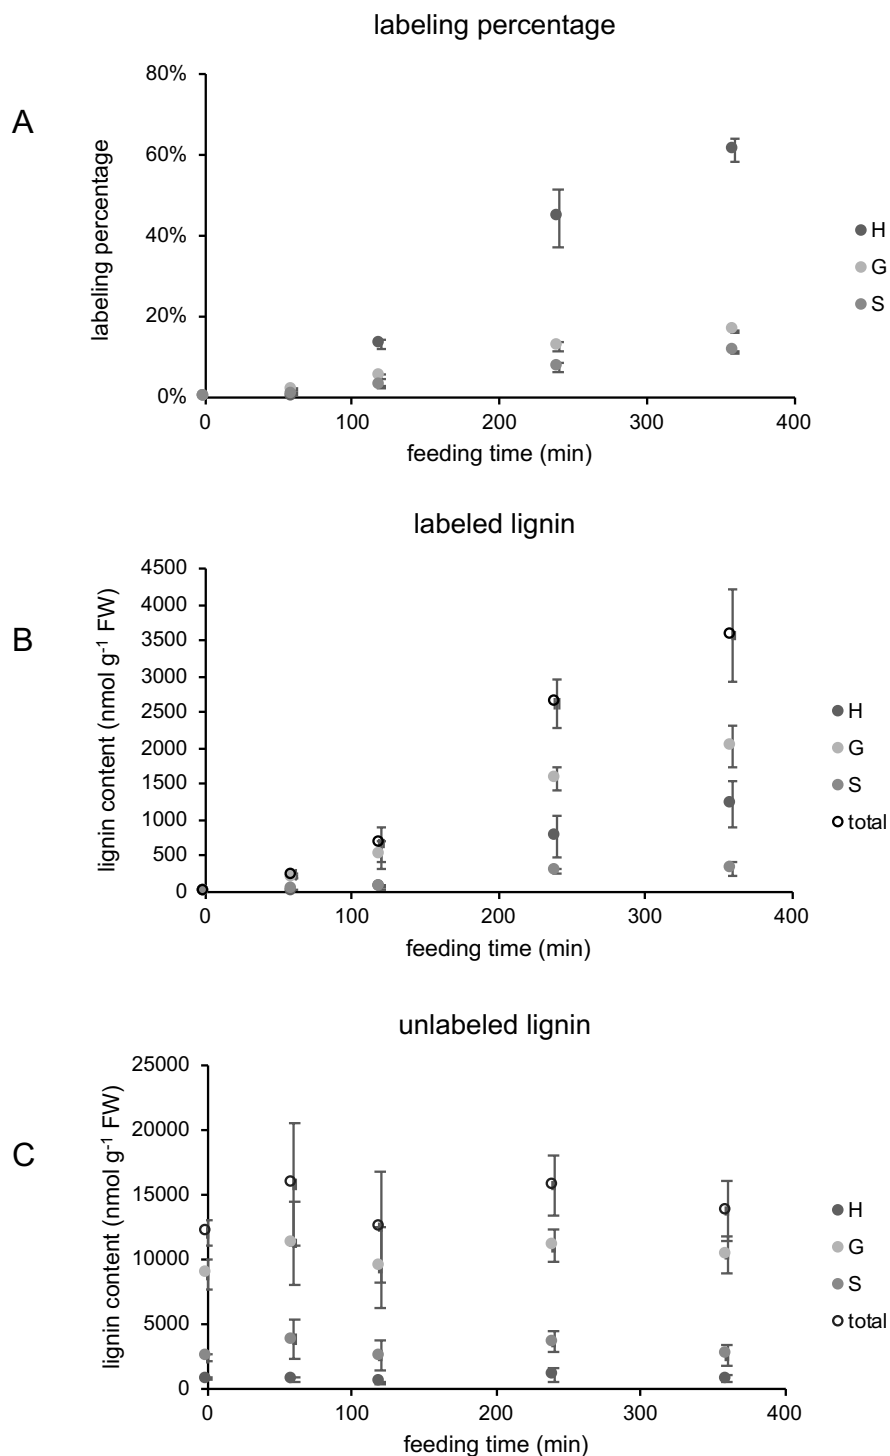 labeling percentage
A
labeling percentage
80%
60%
40%
20%
0%
0 100 200 300 400
feeding time (min)
H
G
S
labeled lignin
B
lignin content (nmol g⁻¹ FW)
4500
4000
3500
3000
2500
2000
1500
1000
500
0
0 100 200 300 400
feeding time (min)
H
G
S
total
unlabeled lignin
C
lignin content (nmol g⁻¹ FW)
25000
20000
15000
10000
5000
0
0 100 200 300 400
feeding time (min)
H
G
S
total